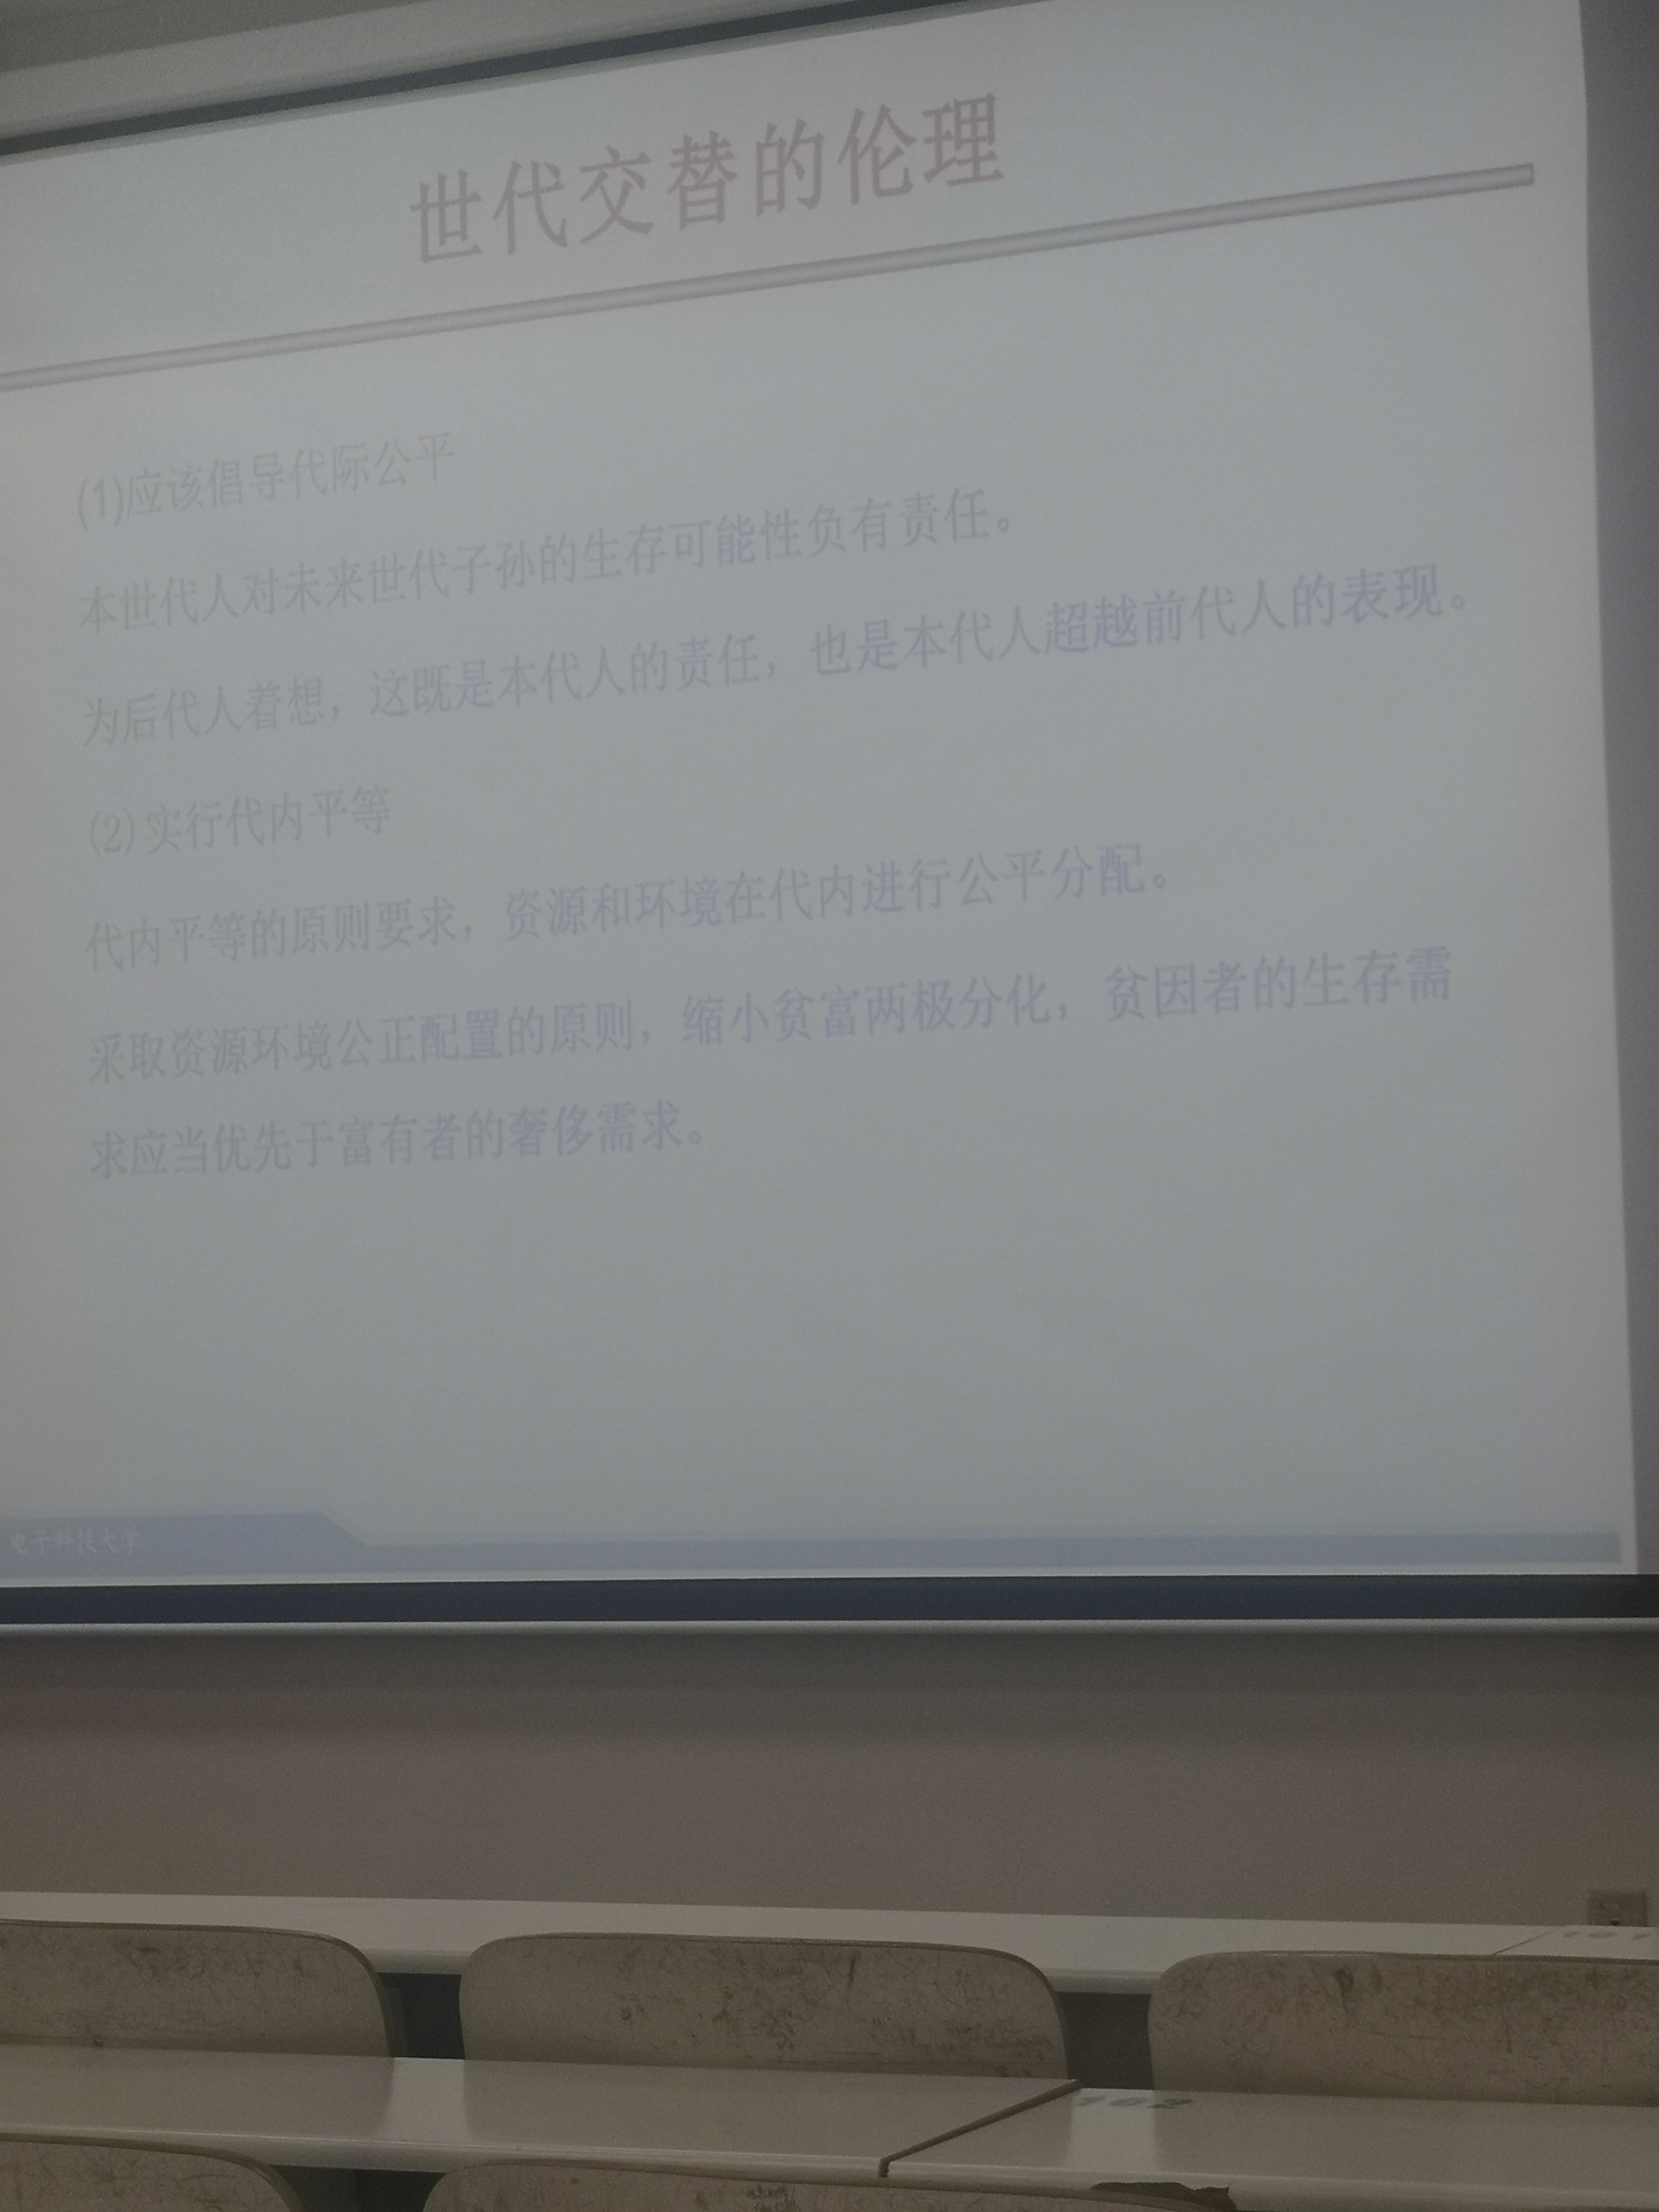 世代交替的伦理
(1)应该倡导代际公平
本世代人对未来世代子孙的生存可能性负有责任。
为后代人着想，这既是本代人的责任，也是本代人超越前代人的表现。
(2)实行代内平等
代内平等的原则要求，资源和环境在代内进行公平分配。
采取资源环境公正配置的原则，缩小贫富两极分化，贫因者的生存需
求应当优先于富有者的奢侈需求。
电子科技大学